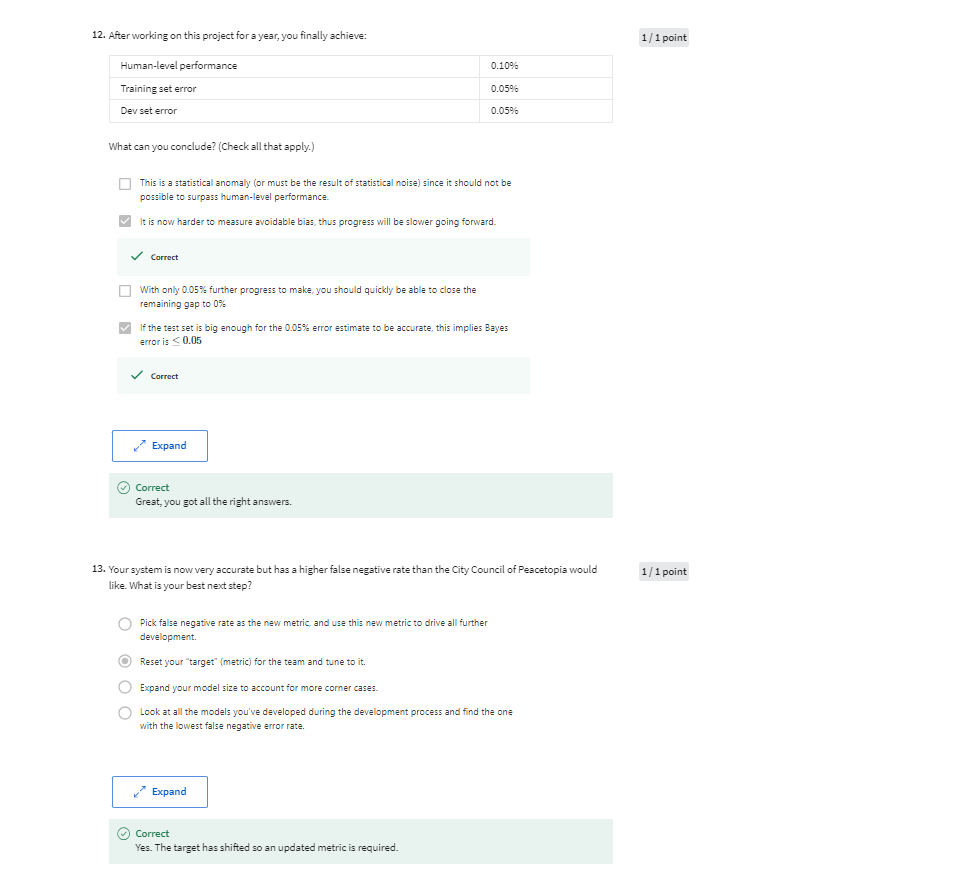 12. After working on this project for a year, you finally achieve:
1 / 1 point
Human-level performance 0.10%
Training set error 0.05%
Dev set error 0.05%
What can you conclude? (Check all that apply.)
This is a statistical anomaly (or must be the result of statistical noise) since it should not be
possible to surpass human-level performance.
It is now harder to measure avoidable bias, thus progress will be slower going forward.
Correct
With only 0.05% further progress to make, you should quickly be able to close the
remaining gap to 0%
If the test set is big enough for the 0.05% error estimate to be accurate, this implies Bayes
error is ≤ 0.05
Correct
Expand
Correct
Great, you got all the right answers.
13. Your system is now very accurate but has a higher false negative rate than the City Council of Peacetopia would
1 / 1 point
like. What is your best next step?
Pick false negative rate as the new metric, and use this new metric to drive all further
development.
Reset your "target" (metric) for the team and tune to it.
Expand your model size to account for more corner cases.
Look at all the models you've developed during the development process and find the one
with the lowest false negative error rate.
Expand
Correct
Yes. The target has shifted so an updated metric is required.